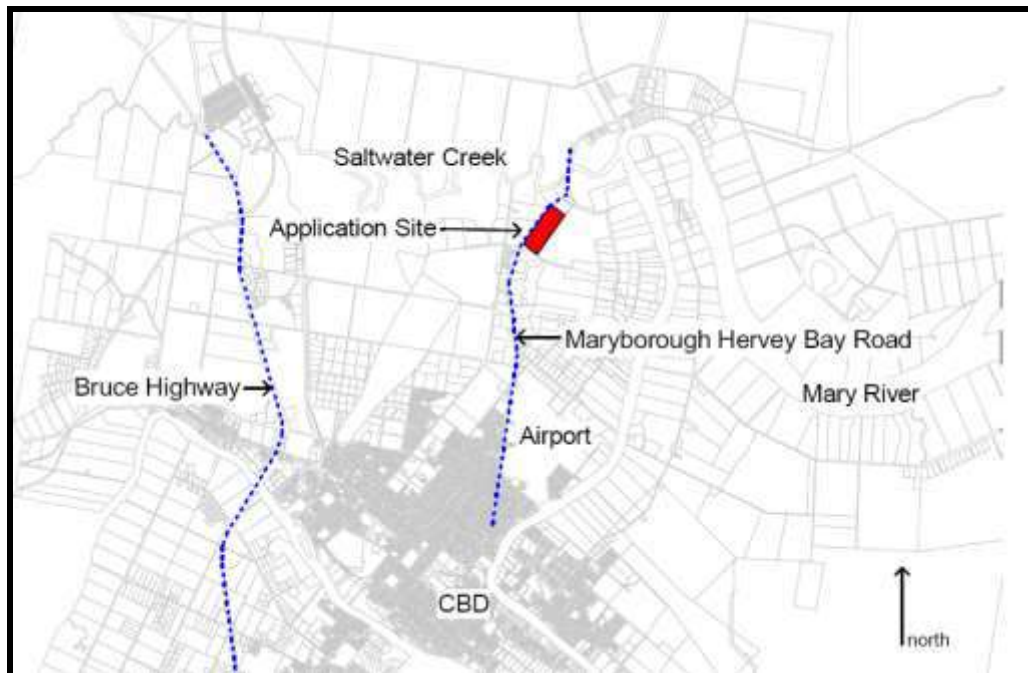 Saltwater Creek
Application Site
Maryborough Hervey Bay Road
Bruce Highway
Mary River
Airport
CBD
north